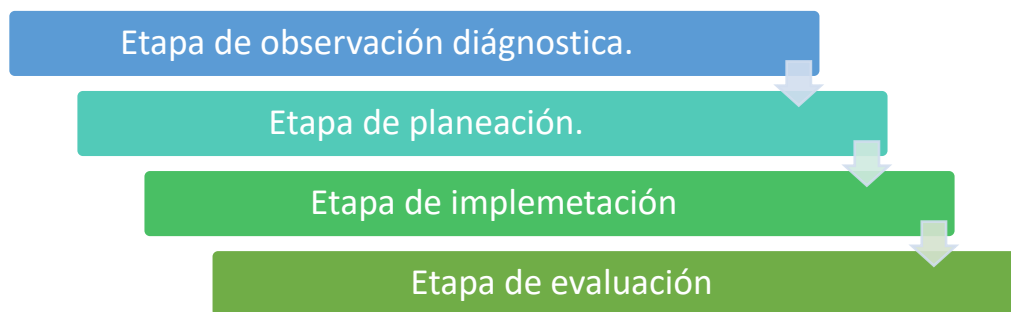 Etapa de observación diágnostica.
Etapa de planeación.
Etapa de implemetación
Etapa de evaluación